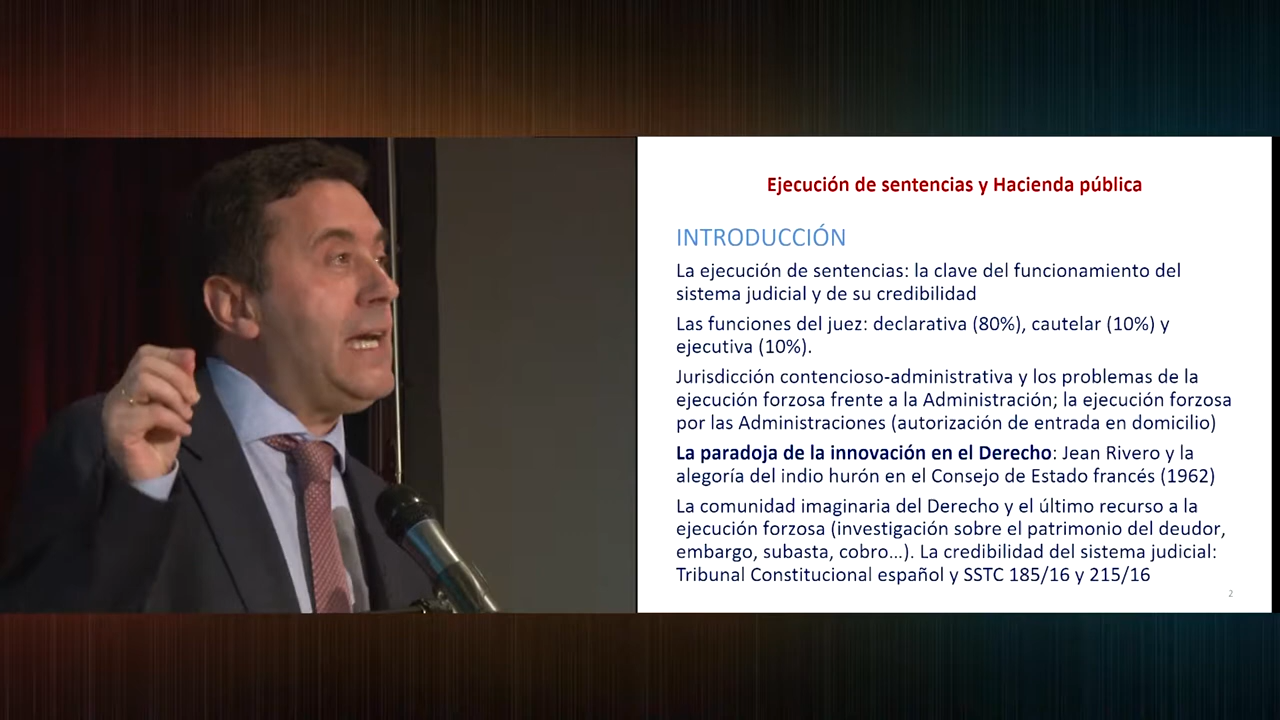 Ejecución de sentencias y Hacienda pública
INTRODUCCIÓN
La ejecución de sentencias: la clave del funcionamiento del
sistema judicial y de su credibilidad
Las funciones del juez: declarativa (80%), cautelar (10%) y
ejecutiva (10%).
Jurisdicción contencioso-administrativa y los problemas de la
ejecución forzosa frente a la Administración; la ejecución forzosa
por las Administraciones (autorización de entrada en domicilio)
La paradoja de la innovación en el Derecho: Jean Rivero y la
alegoría del indio hurón en el Consejo de Estado francés (1962)
La comunidad imaginaria del Derecho y el último recurso a la
ejecución forzosa (investigación sobre el patrimonio del deudor,
embargo, subasta, cobro…). La credibilidad del sistema judicial:
Tribunal Constitucional español y SSTC 185/16 y 215/16
2